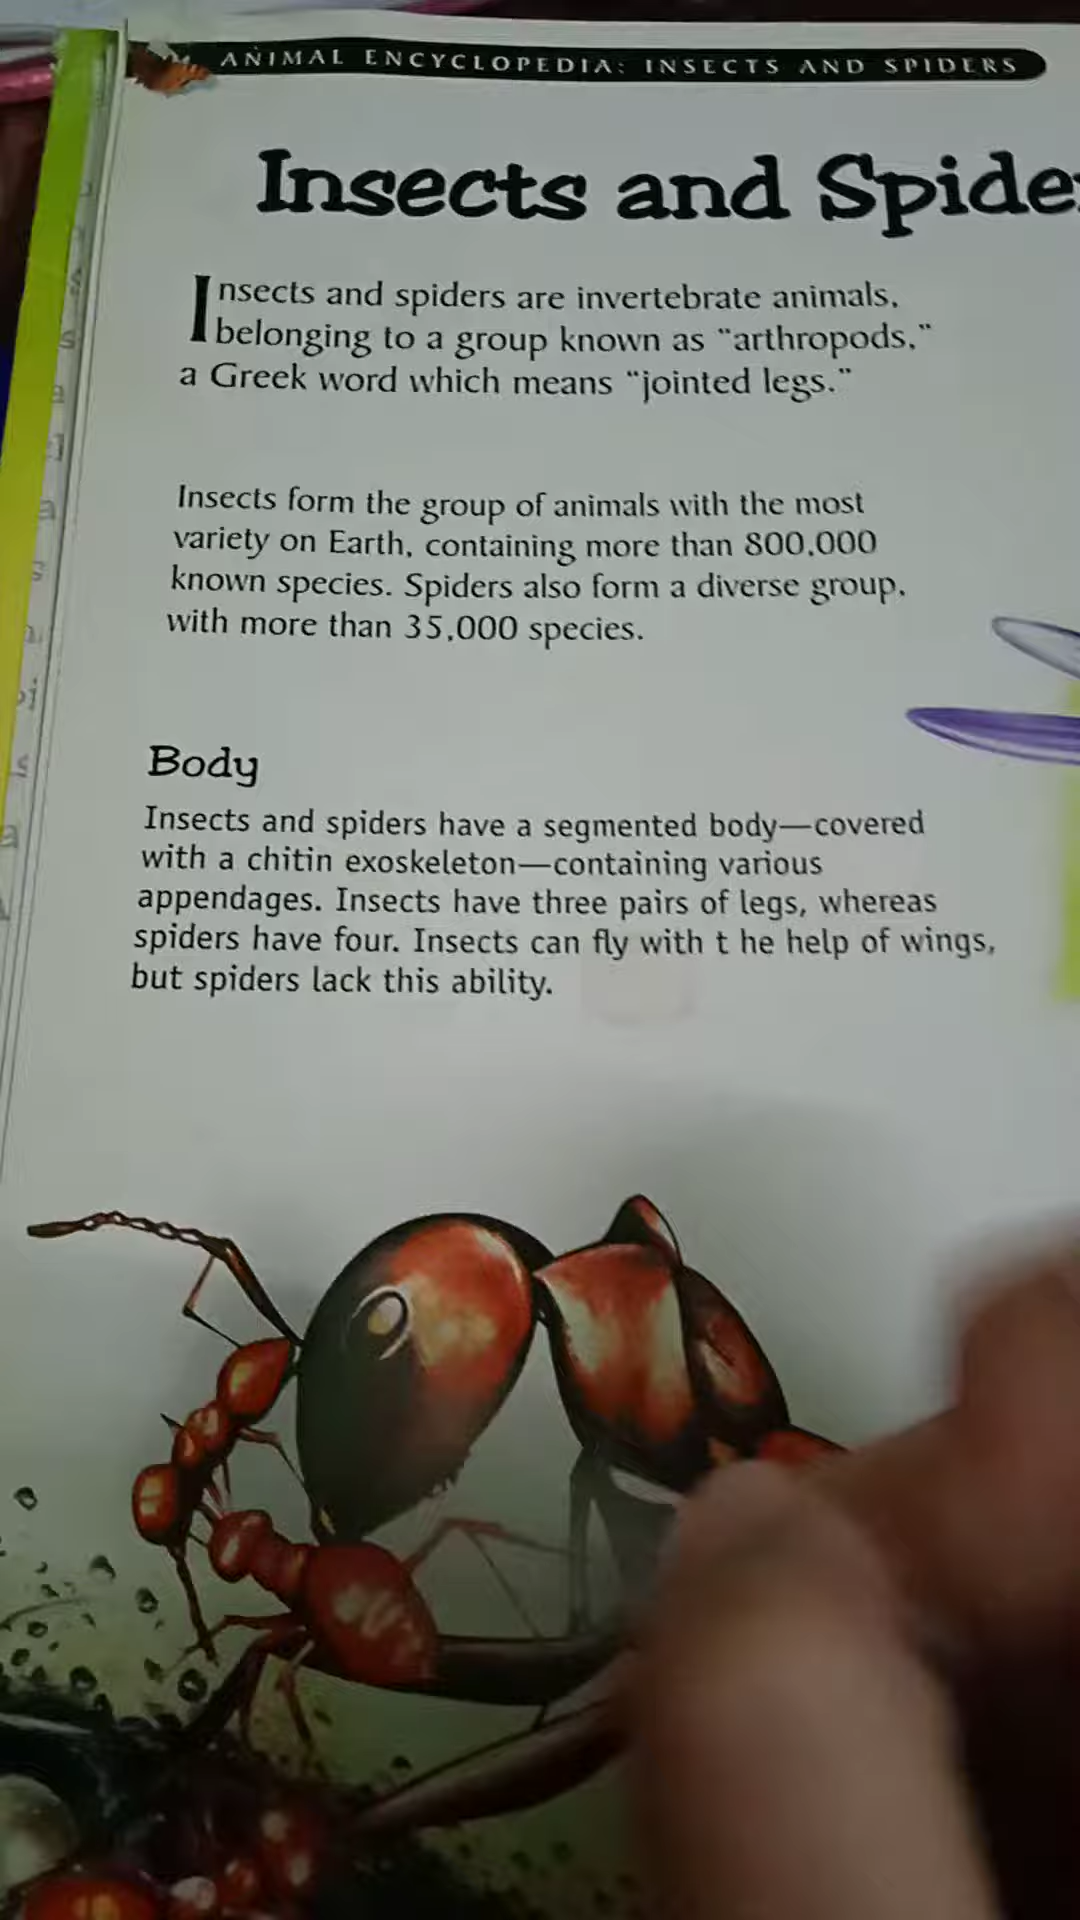 ANIMAL ENCYCLOPEDIA: INSECTS AND SPIDERS
Insects and
Insects and spiders are invertebrate animals,
belonging to a group known as “arthropods,”
a Greek word which means “jointed legs.”
Insects form the group of animals with the most
variety on Earth, containing more than 800,000
known species. Spiders also form a diverse group,
with more than 35,000 species.
Body
Insects and spiders have a segmented body—covered
with a chitin exoskeleton—containing various
appendages. Insects have three pairs of legs, whereas
spiders have four. Insects can fly with t he help of wings,
but spiders lack this ability.